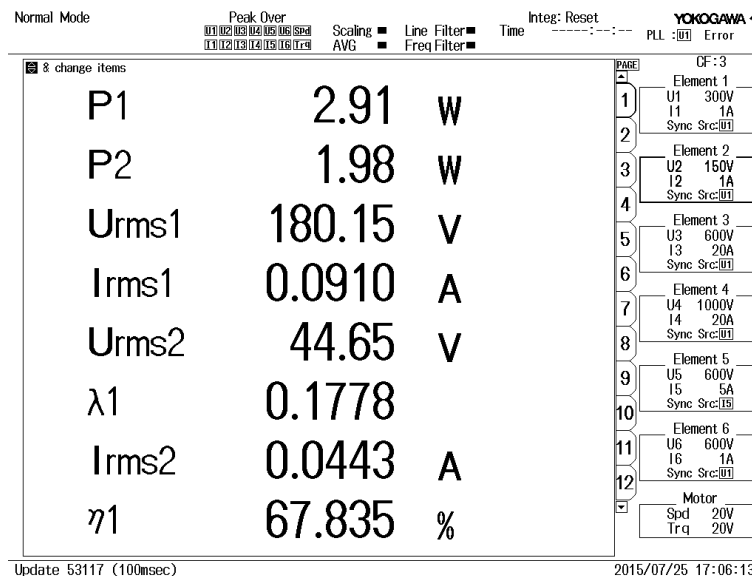 Normal Mode
Peak Over
U1 U2 U3 U4 U5 U6 Spd
I1 I2 I3 I4 I5 I6 Trq
Scaling
AVG
Line Filter
Freq Filter
Integ: Reset
Time -----:--:--
YOKOGAWA
PLL :U1 Error
& change items
P1 2.91 W
P2 1.98 W
Urms1 180.15 V
Irms1 0.0910 A
Urms2 44.65 V
λ1 0.1778
Irms2 0.0443 A
η1 67.835 %
PAGE
1
2
3
4
5
6
7
8
9
10
11
12
CF:3
Element 1
U1 300V
I1 1A
Sync Src:U1
Element 2
U2 150V
I2 1A
Sync Src:U1
Element 3
U3 600V
I3 20A
Sync Src:U1
Element 4
U4 1000V
I4 20A
Sync Src:U1
Element 5
U5 600V
I5 5A
Sync Src:I5
Element 6
U6 600V
I6 1A
Sync Src:U1
Motor
Spd 20V
Trq 20V
Update 53117 (100msec)
2015/07/25 17:06:13